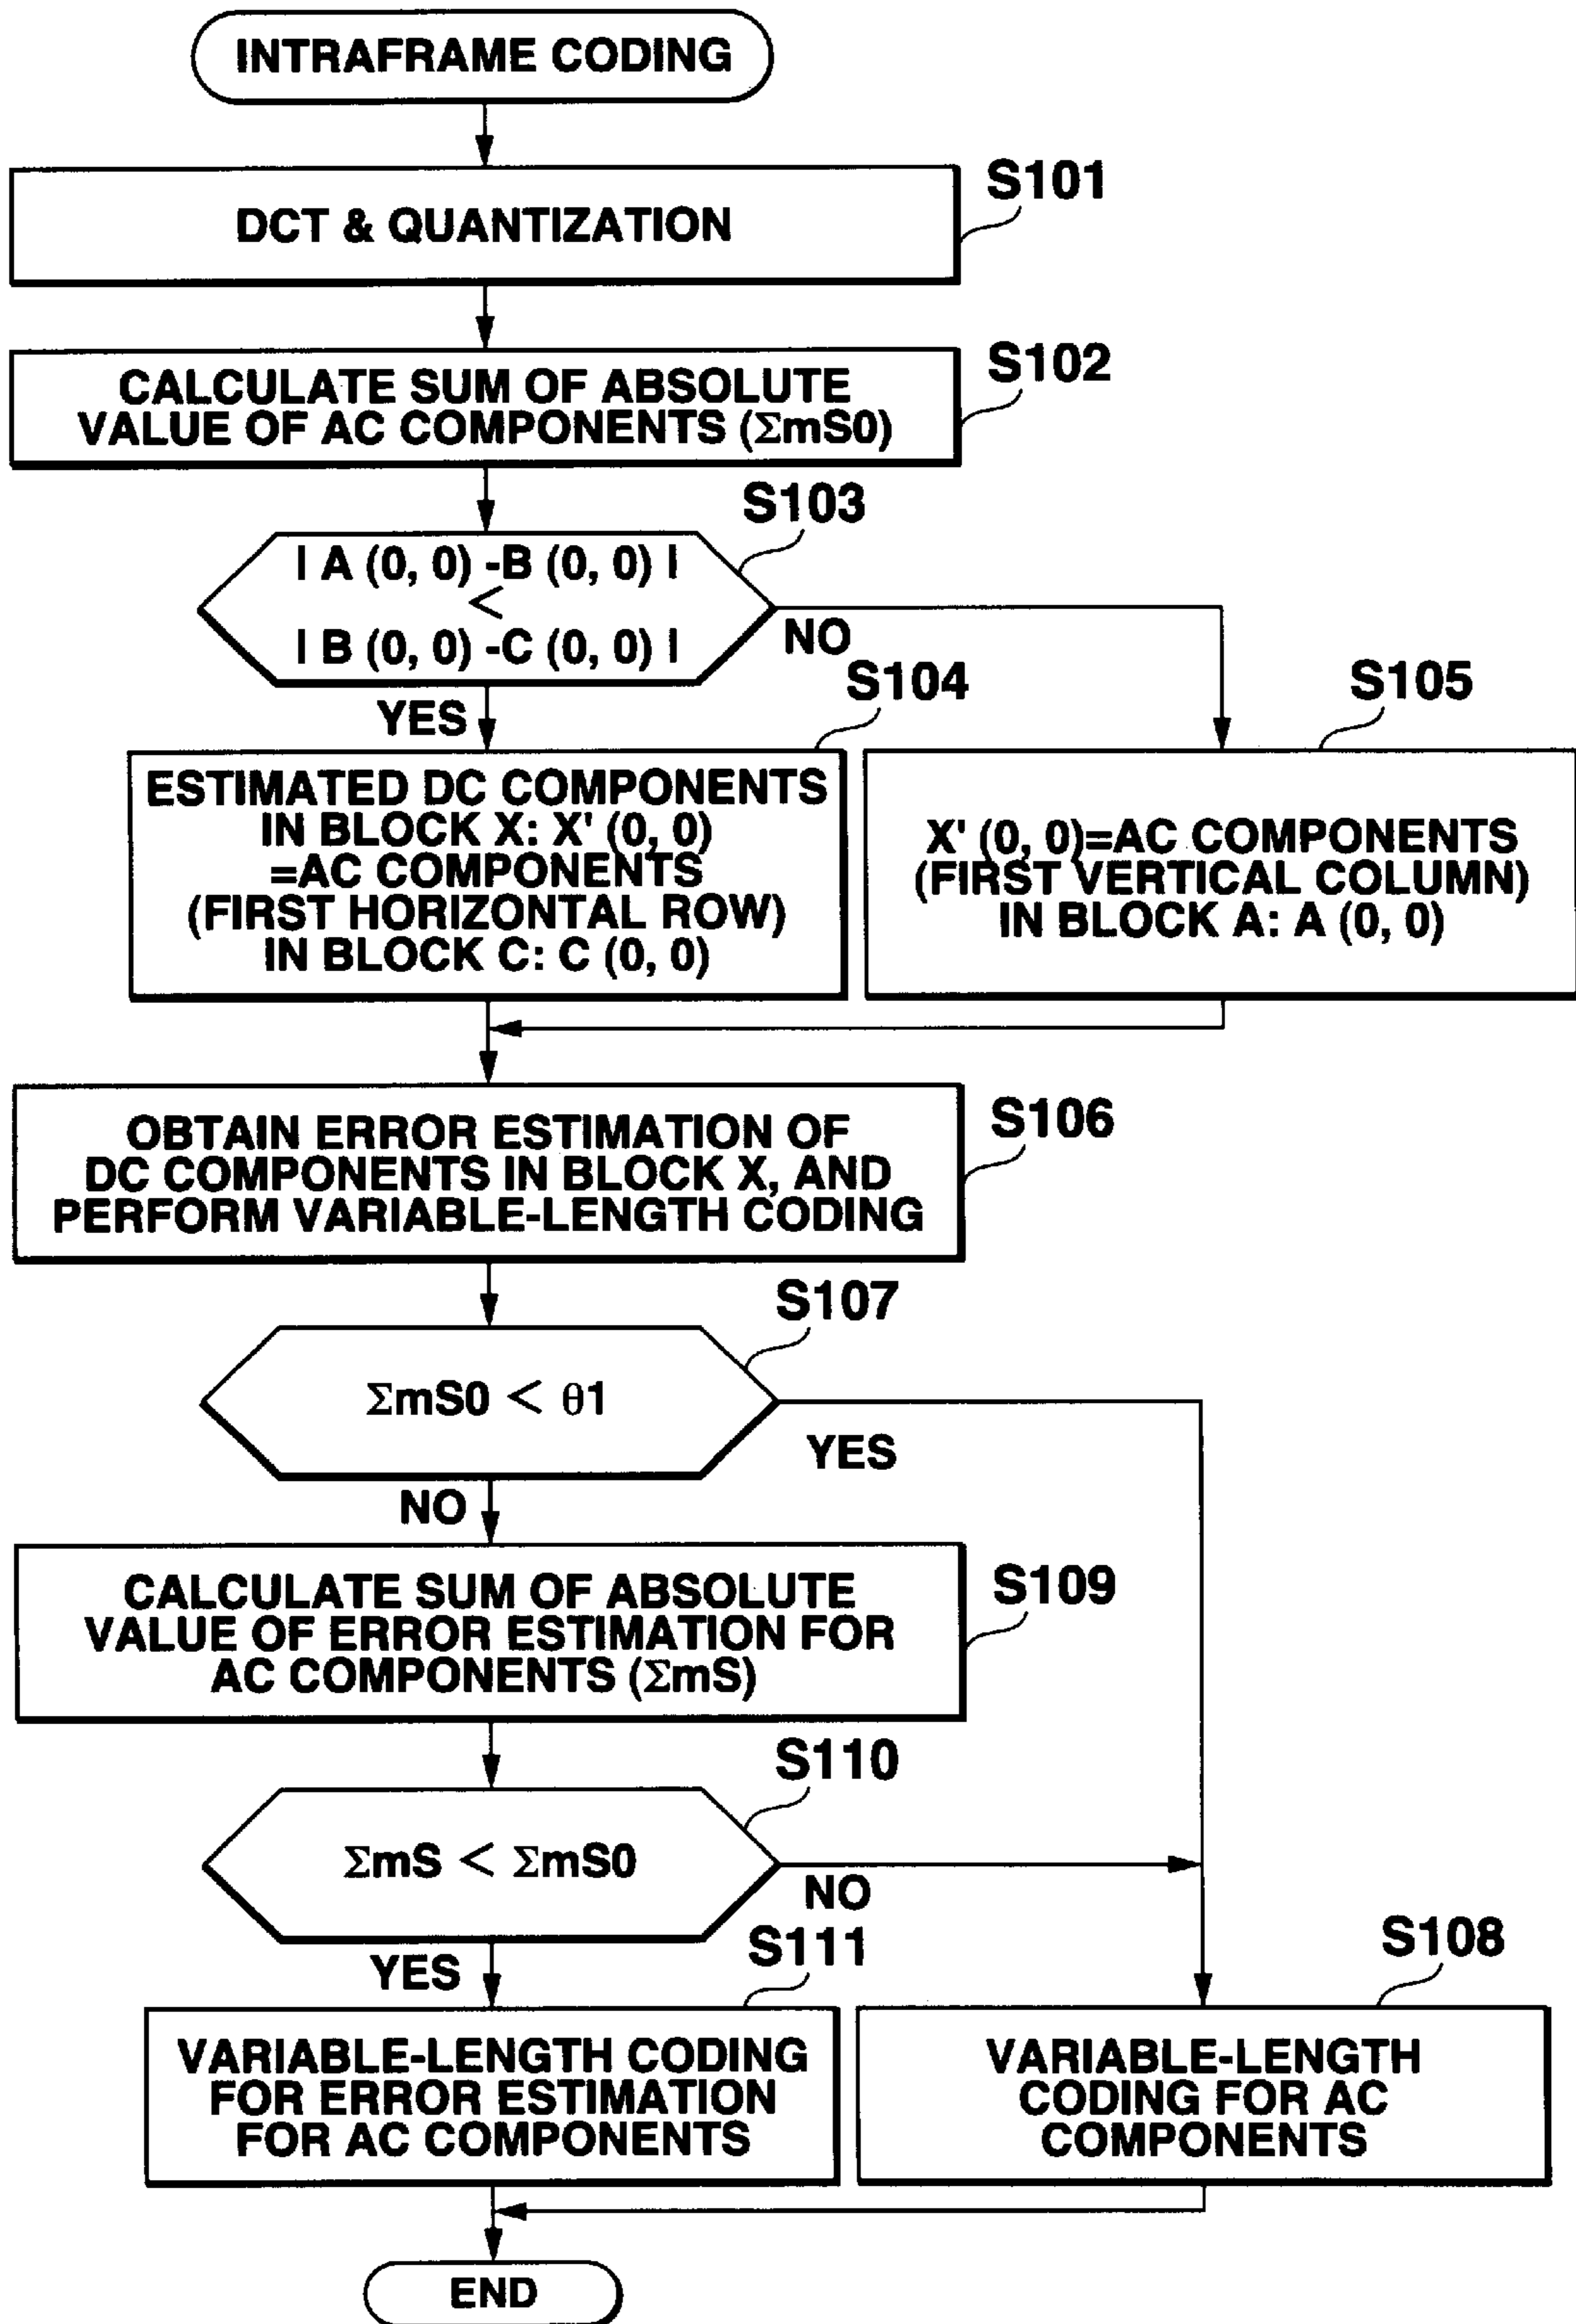 INTRAFRAME CODING
S101
DCT & QUANTIZATION
S102
CALCULATE SUM OF ABSOLUTE
VALUE OF AC COMPONENTS (ΣmS0)
S103
| A (0, 0) -B (0, 0) |
<
| B (0, 0) -C (0, 0) |
NO
YES
S104
ESTIMATED DC COMPONENTS
IN BLOCK X: X' (0, 0)
=AC COMPONENTS
(FIRST HORIZONTAL ROW)
IN BLOCK C: C (0, 0)
S105
X' (0, 0)=AC COMPONENTS
(FIRST VERTICAL COLUMN)
IN BLOCK A: A (0, 0)
S106
OBTAIN ERROR ESTIMATION OF
DC COMPONENTS IN BLOCK X, AND
PERFORM VARIABLE-LENGTH CODING
S107
ΣmS0 < θ1
YES
NO
S109
CALCULATE SUM OF ABSOLUTE
VALUE OF ERROR ESTIMATION FOR
AC COMPONENTS (ΣmS)
S110
ΣmS < ΣmS0
NO
YES
S111
VARIABLE-LENGTH CODING
FOR ERROR ESTIMATION
FOR AC COMPONENTS
S108
VARIABLE-LENGTH
CODING FOR AC
COMPONENTS
END